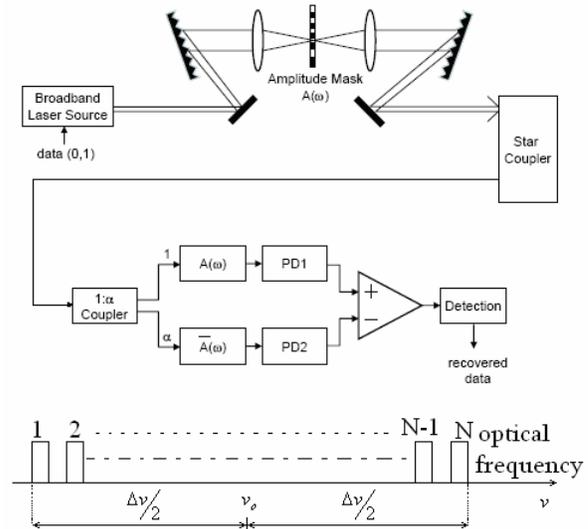 Amplitude Mask
A(ω)
Broadband
Laser Source
data (0,1)
Star
Coupler
1:α
Coupler
1
A(ω)
PD1
+
α
A̅(ω)
PD2
−
Detection
recovered
data
1
2
N-1
N
optical
frequency
Δν/2
ν₀
Δν/2
ν